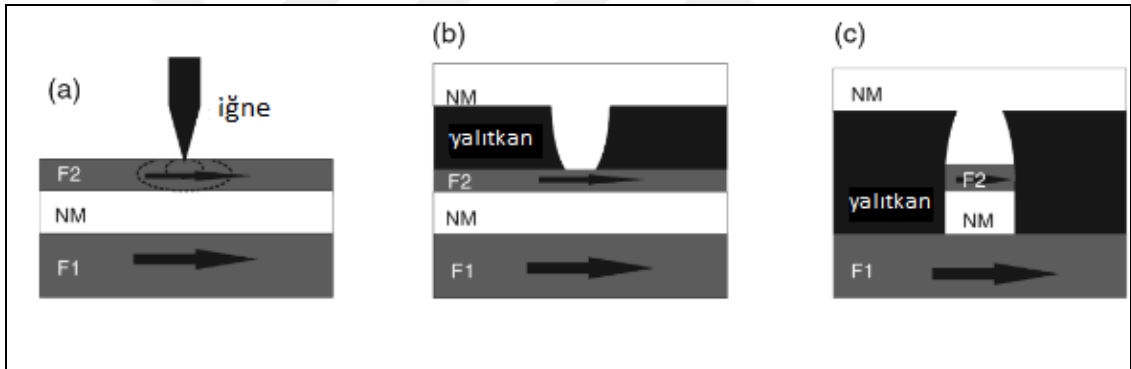 (a)
iğne
F2
NM
F1
(b)
NM
yalıtkan
F2
NM
F1
(c)
NM
F2
yalıtkan
NM
F1